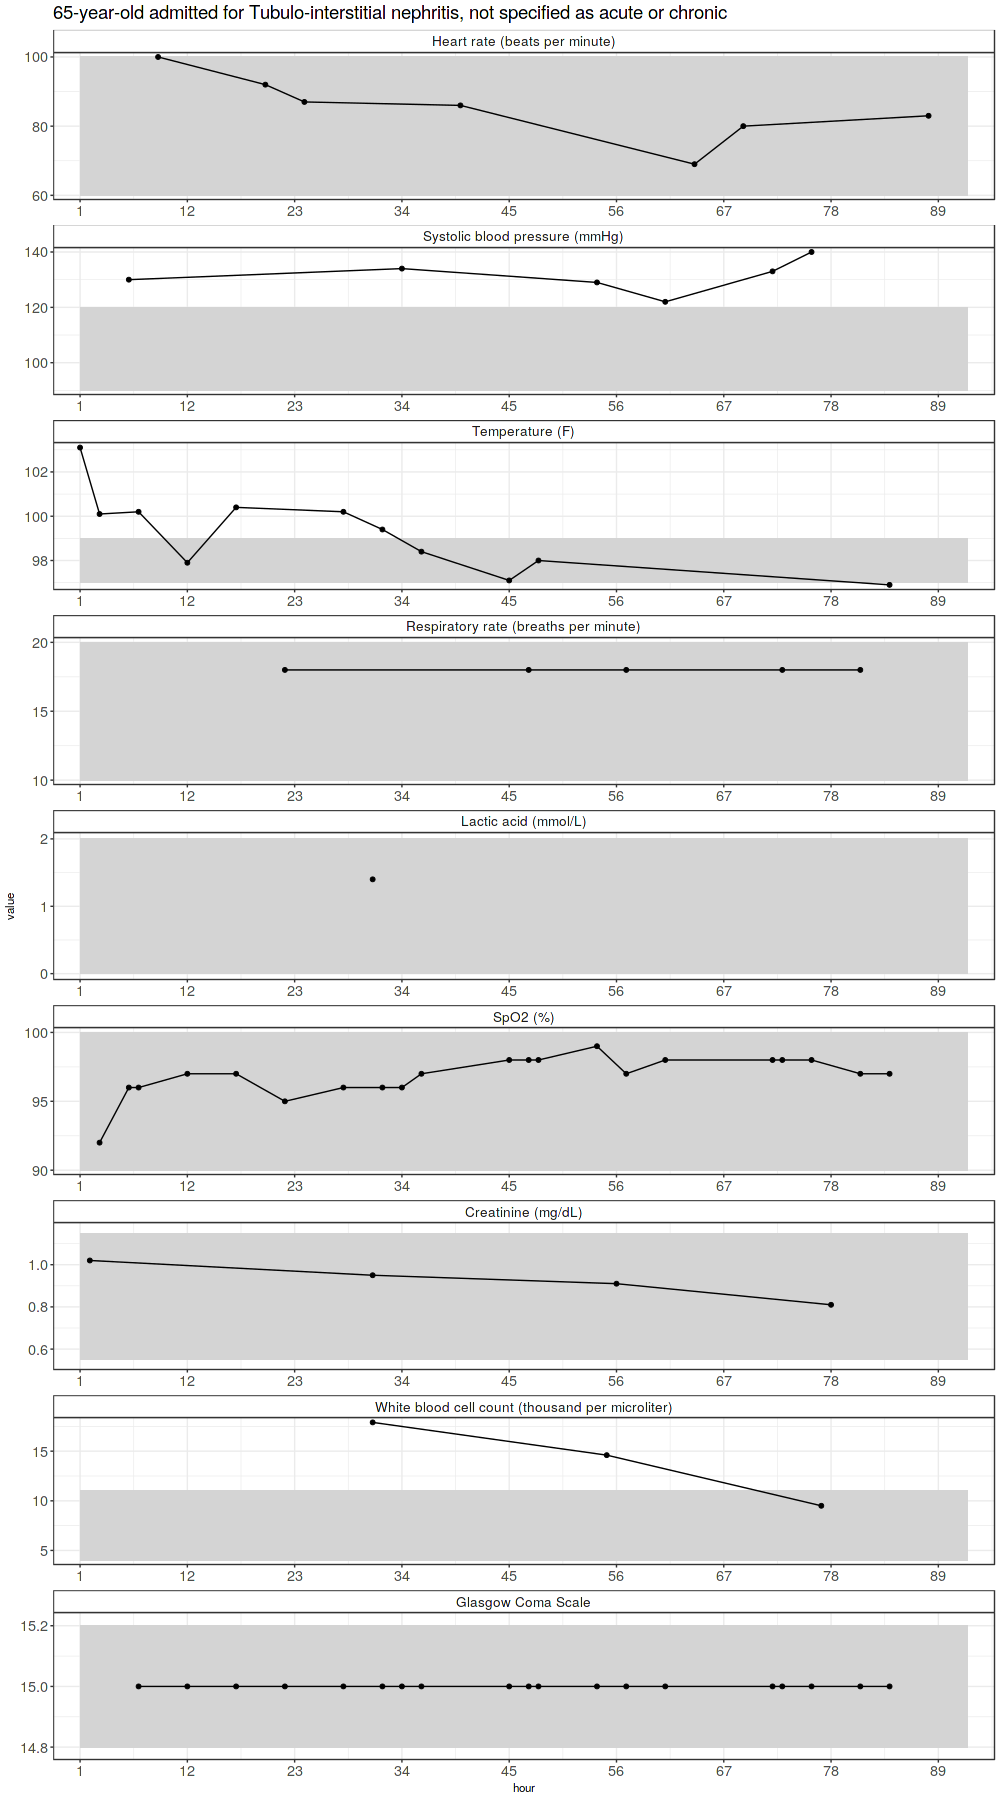 65-year-old admitted for Tubulo-interstitial nephritis, not specified as acute or chronic
Heart rate (beats per minute)
100
80
60
1 12 23 34 45 56 67 78 89
Systolic blood pressure (mmHg)
140
120
100
1 12 23 34 45 56 67 78 89
Temperature (F)
102
100
98
1 12 23 34 45 56 67 78 89
Respiratory rate (breaths per minute)
20
15
10
1 12 23 34 45 56 67 78 89
Lactic acid (mmol/L)
2
1
0
1 12 23 34 45 56 67 78 89
value
SpO2 (%)
100
95
90
1 12 23 34 45 56 67 78 89
Creatinine (mg/dL)
1.0
0.8
0.6
1 12 23 34 45 56 67 78 89
White blood cell count (thousand per microliter)
15
10
5
1 12 23 34 45 56 67 78 89
Glasgow Coma Scale
15.2
15.0
14.8
1 12 23 34 45 56 67 78 89
hour